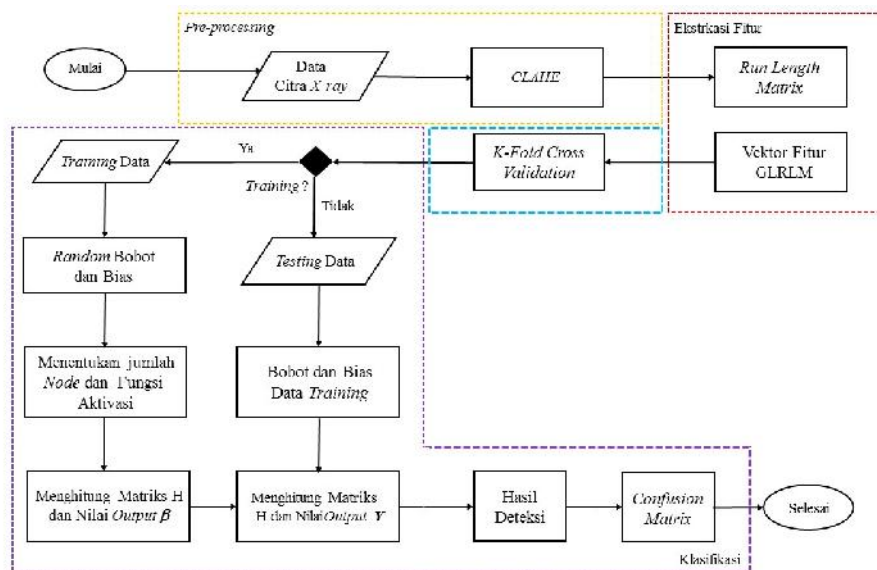 Pre-processing
Ekstrkasi Fitur
Mulai
Data
Citra X ray
CLAHE
Run Length
Matrix
Training Data
Ya
Training ?
Tidak
K-Fold Cross
Validation
Vektor Fitur
GLRLM
Random Bobot
dan Bias
Testing Data
Menentukan jumlah
Node dan Fungsi
Aktivasi
Bobot dan Bias
Data Training
Menghitung Matriks H
dan Nilai Output β
Menghitung Matriks
H dan Nilai Output Y
Hasil
Deteksi
Confusion
Matrix
Selesai
Klasifikasi